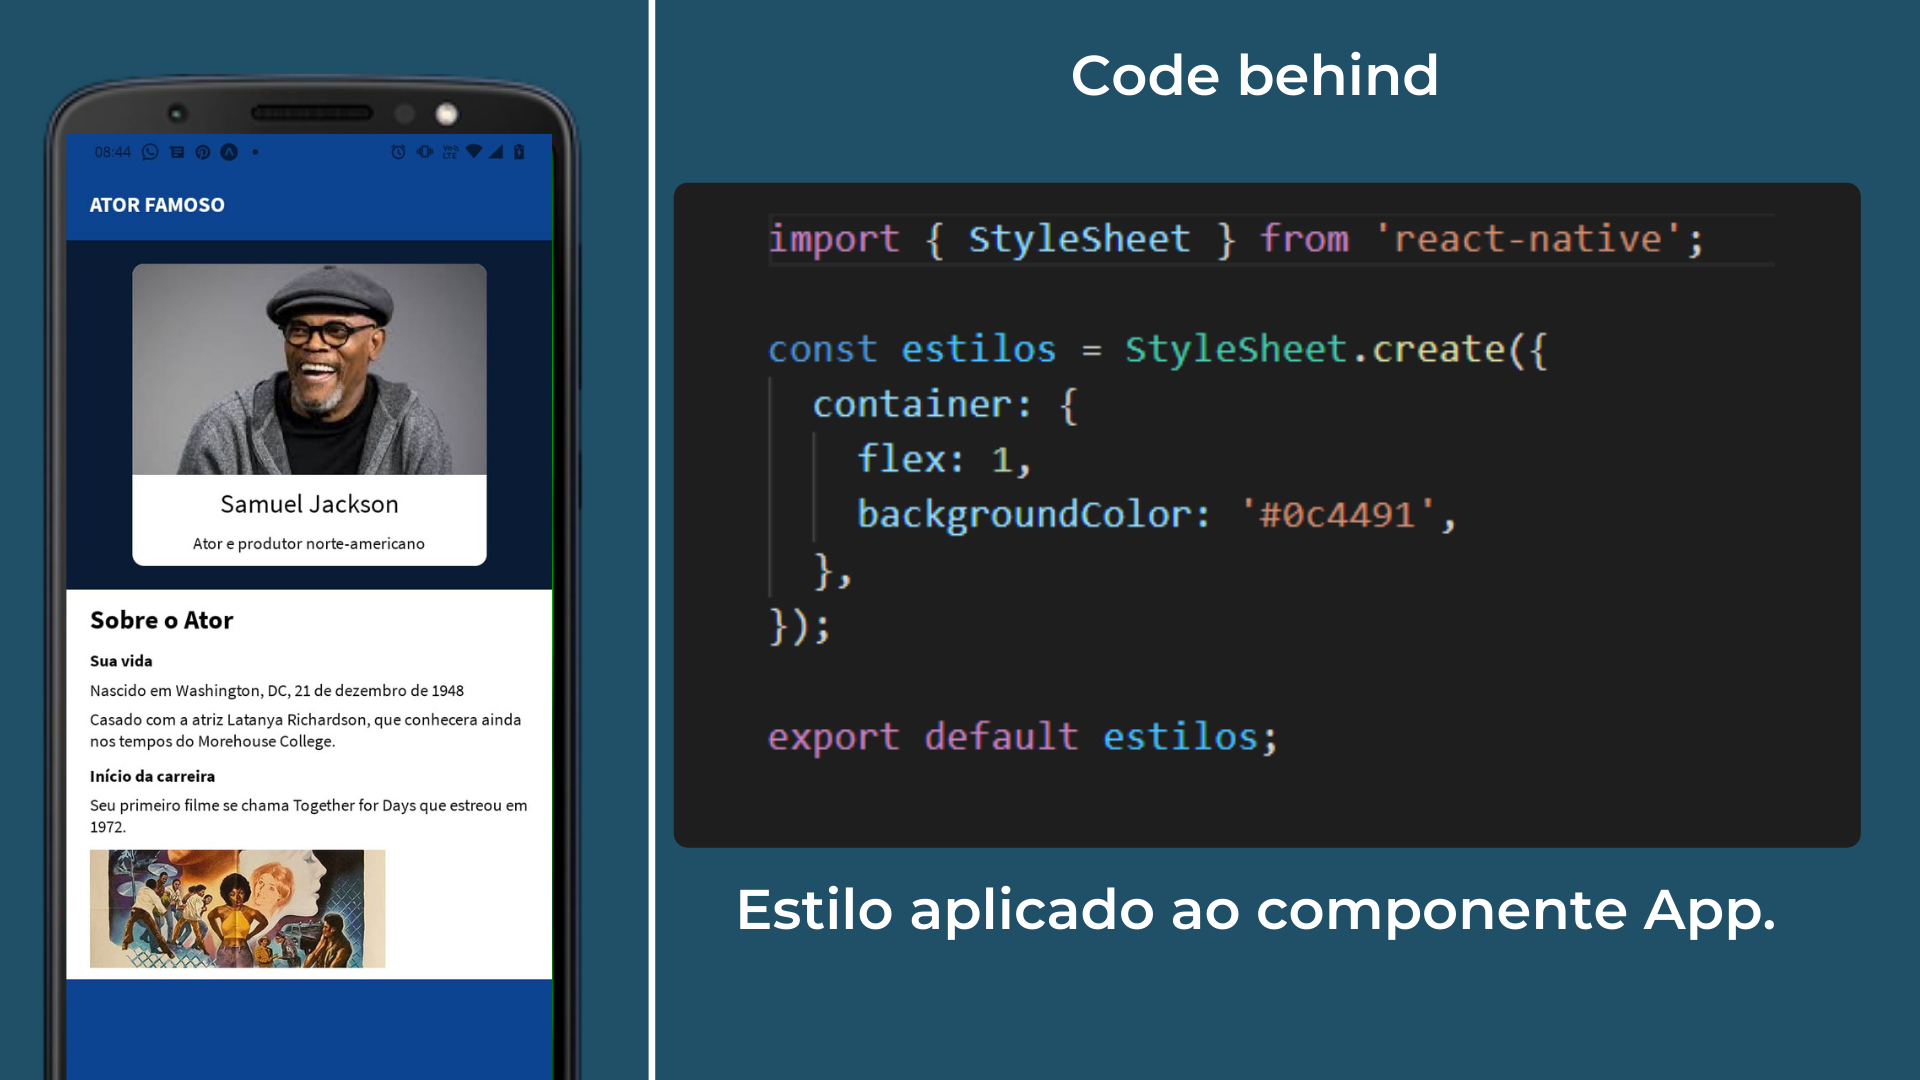 08:44
VoD LTE
ATOR FAMOSO
Samuel Jackson
Ator e produtor norte-americano
Sobre o Ator
Sua vida
Nascido em Washington, DC, 21 de dezembro de 1948
Casado com a atriz Latanya Richardson, que conhecera ainda
nos tempos do Morehouse College.
Início da carreira
Seu primeiro filme se chama Together for Days que estreou em
1972.
Code behind
import { StyleSheet } from 'react-native';
const estilos = StyleSheet.create({
container: {
flex: 1,
backgroundColor: '#0c4491',
},
});
export default estilos;
Estilo aplicado ao componente App.